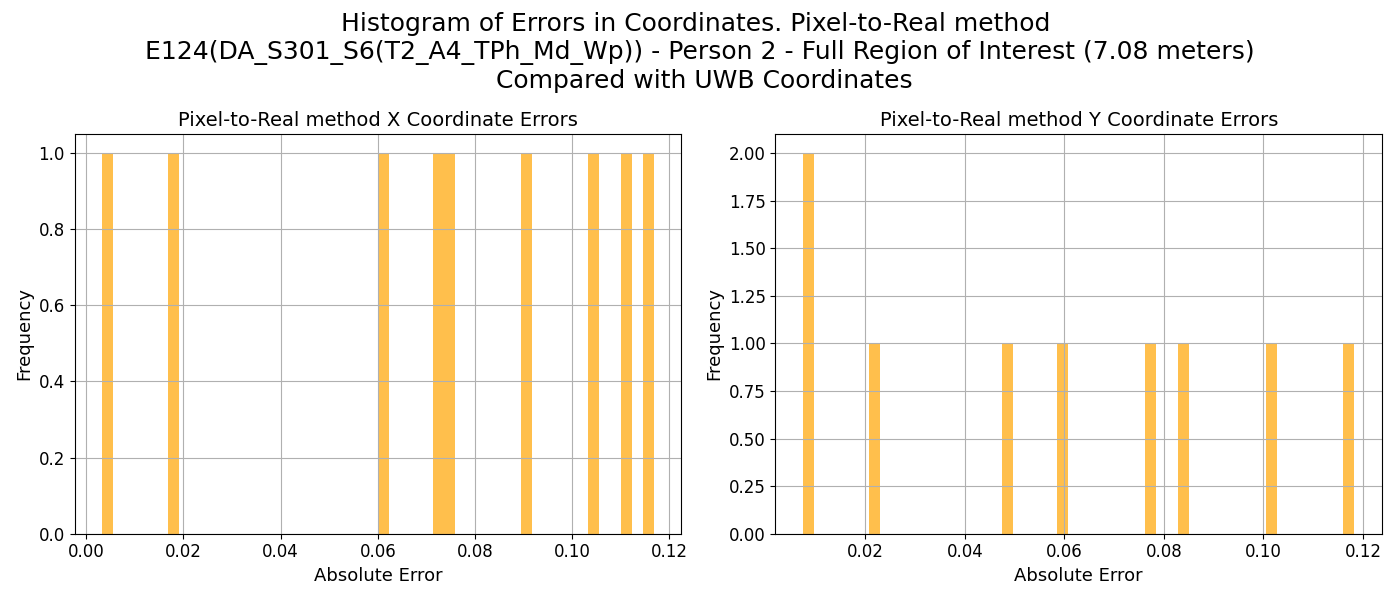 Histogram of Errors in Coordinates. Pixel-to-Real method
E124(DA_S301_S6(T2_A4_TPh_Md_Wp)) - Person 2 - Full Region of Interest (7.08 meters)
Compared with UWB Coordinates
Pixel-to-Real method X Coordinate Errors
Frequency
1.0
0.8
0.6
0.4
0.2
0.0
0.00 0.02 0.04 0.06 0.08 0.10 0.12
Absolute Error
Pixel-to-Real method Y Coordinate Errors
Frequency
2.00
1.75
1.50
1.25
1.00
0.75
0.50
0.25
0.00
0.02 0.04 0.06 0.08 0.10 0.12
Absolute Error